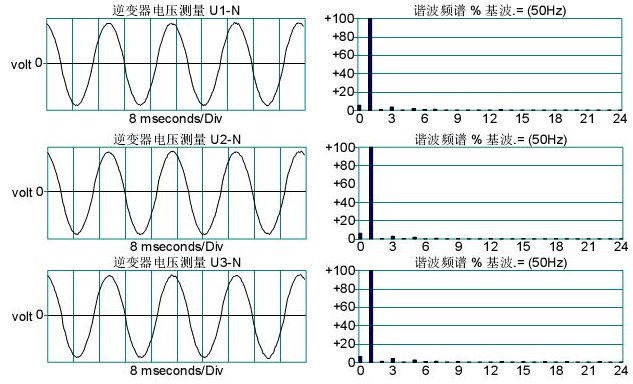 逆变器电压测量 U1-N
volt 0
8 mseconds/Div
谐波频谱 % 基波.= (50Hz)
+100
+80
+60
+40
+20
0
0 3 6 9 12 15 18 21 24
逆变器电压测量 U2-N
volt 0
8 mseconds/Div
谐波频谱 % 基波.= (50Hz)
+100
+80
+60
+40
+20
0
0 3 6 9 12 15 18 21 24
逆变器电压测量 U3-N
volt 0
8 mseconds/Div
谐波频谱 % 基波.= (50Hz)
+100
+80
+60
+40
+20
0
0 3 6 9 12 15 18 21 24